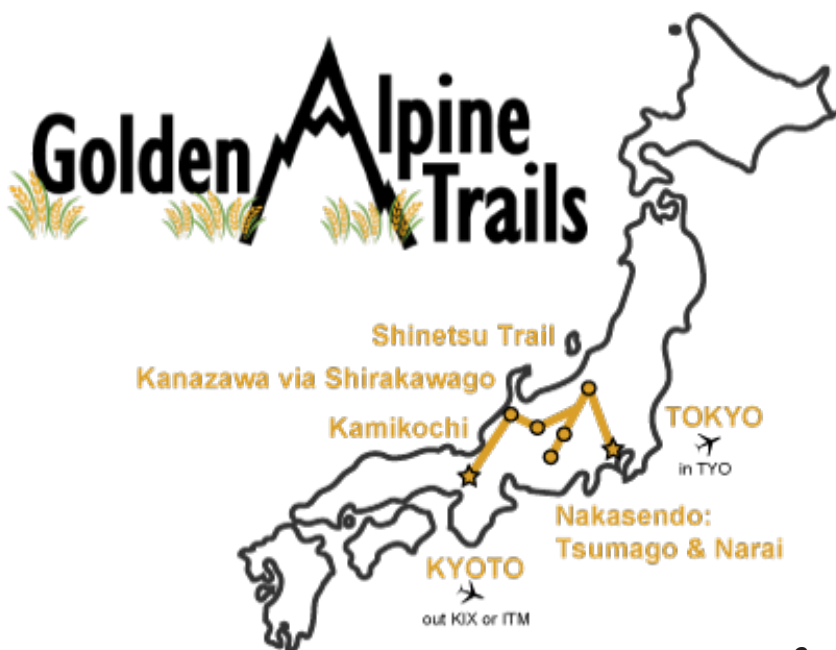 Golden Alpine
Trails
Shinetsu Trail
Kanazawa via Shirakawago
Kamikochi
TOKYO
in TYO
Nakasendo:
Tsumago & Narai
KYOTO
out KIX or ITM